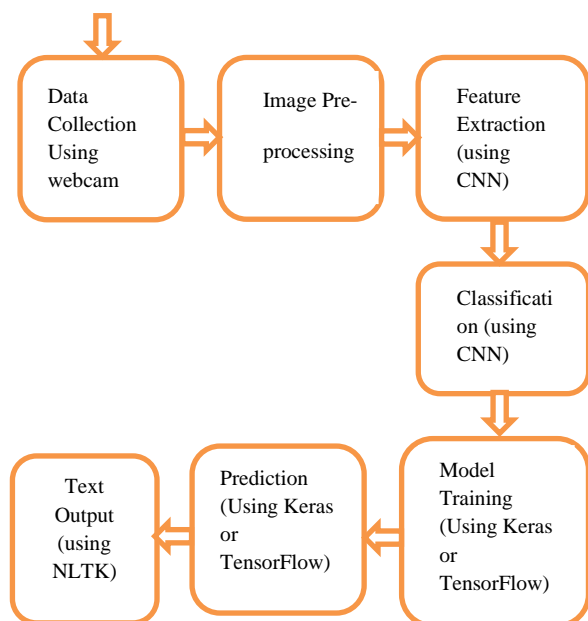 Data
Collection
Using
webcam
Image Pre-
processing
Feature
Extraction
(using
CNN)
Classificati
on (using
CNN)
Model
Training
(Using Keras
or
TensorFlow)
Prediction
(Using Keras
or
TensorFlow)
Text
Output
(using
NLTK)